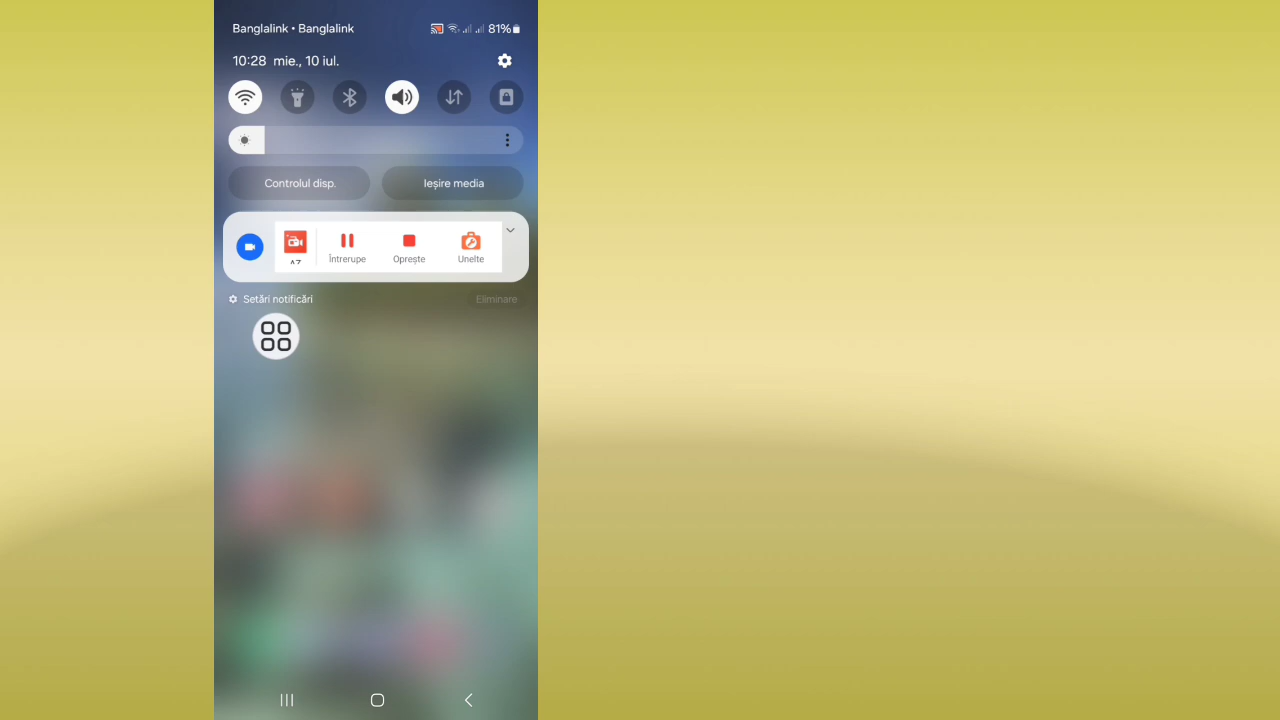 Banglalink • Banglalink 81%
10:28 mie., 10 iul.
Controlul disp. Ieșire media
Întrerupe Oprește Unelte
Setări notificări Eliminare